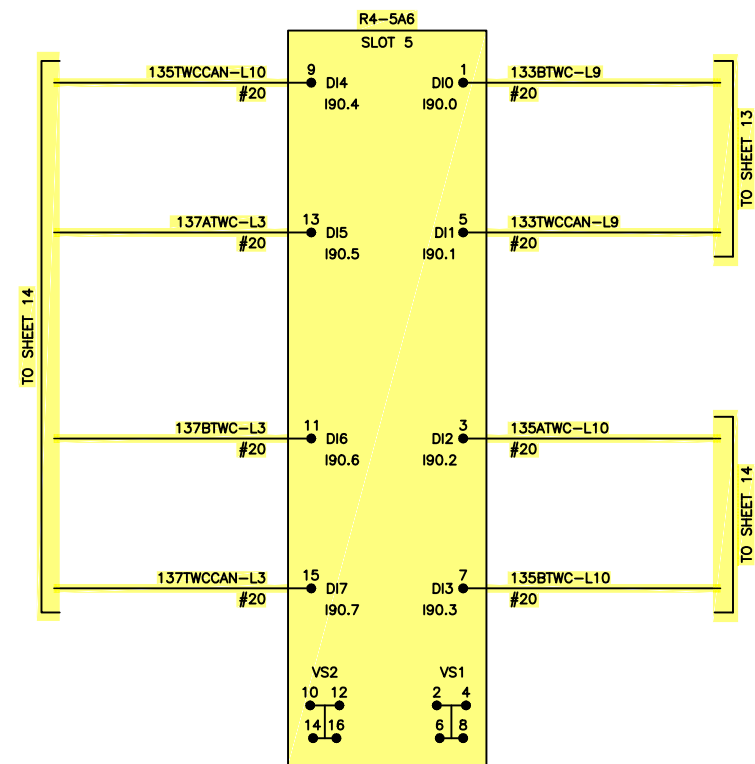 R4-5A6
SLOT 5
135TWCCAN-L10
#20
9
DI4
I90.4
1
DI0
I90.0
133BTWC-L9
#20
TO SHEET 13
137ATWC-L3
#20
13
DI5
I90.5
5
DI1
I90.1
133TWCCAN-L9
#20
TO SHEET 14
137BTWC-L3
#20
11
DI6
I90.6
3
DI2
I90.2
135ATWC-L10
#20
TO SHEET 14
137TWCCAN-L3
#20
15
DI7
I90.7
7
DI3
I90.3
135BTWC-L10
#20
VS2
10 12
14 16
VS1
2 4
6 8